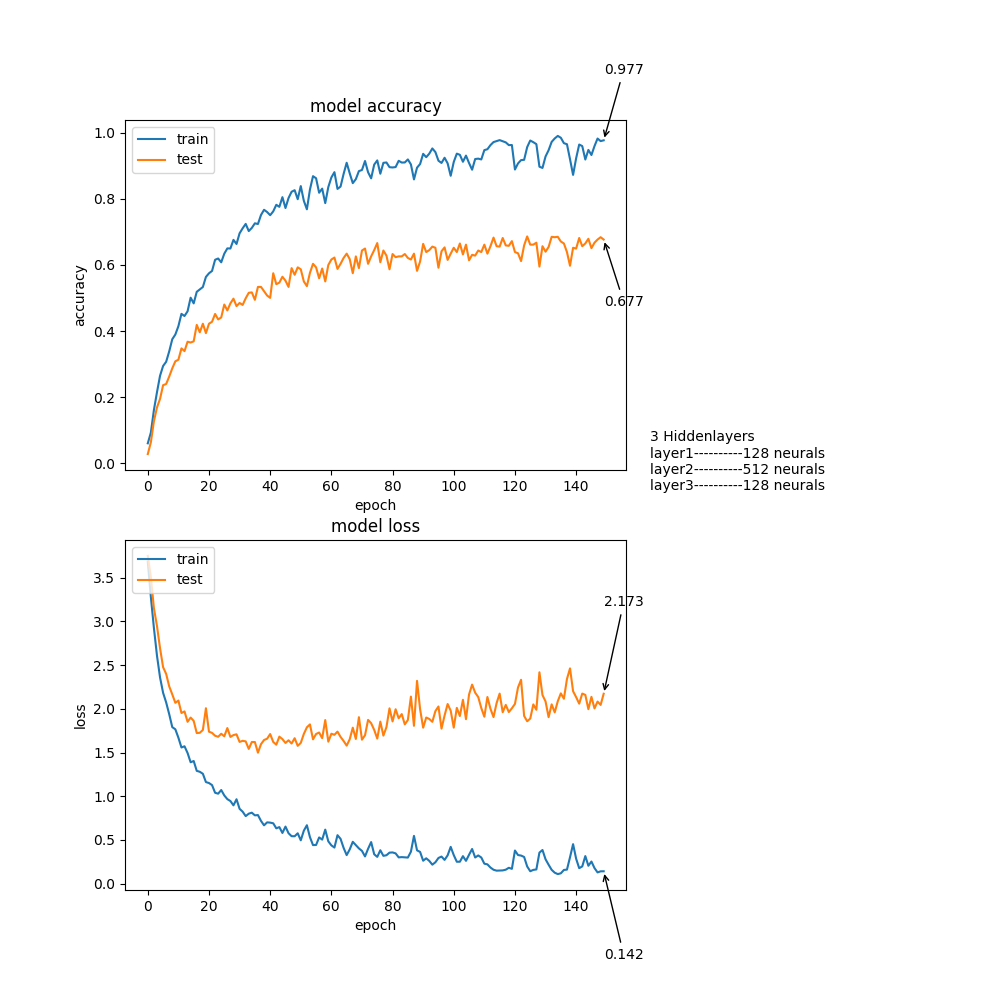 0.977
model accuracy
train
test
1.0
0.8
0.6
0.4
0.2
0.0
accuracy
0.677
0 20 40 60 80 100 120 140
epoch
3 Hiddenlayers
layer1----------128 neurals
layer2----------512 neurals
layer3----------128 neurals
model loss
train
test
3.5
3.0
2.5
2.0
1.5
1.0
0.5
0.0
loss
2.173
0 20 40 60 80 100 120 140
epoch
0.142